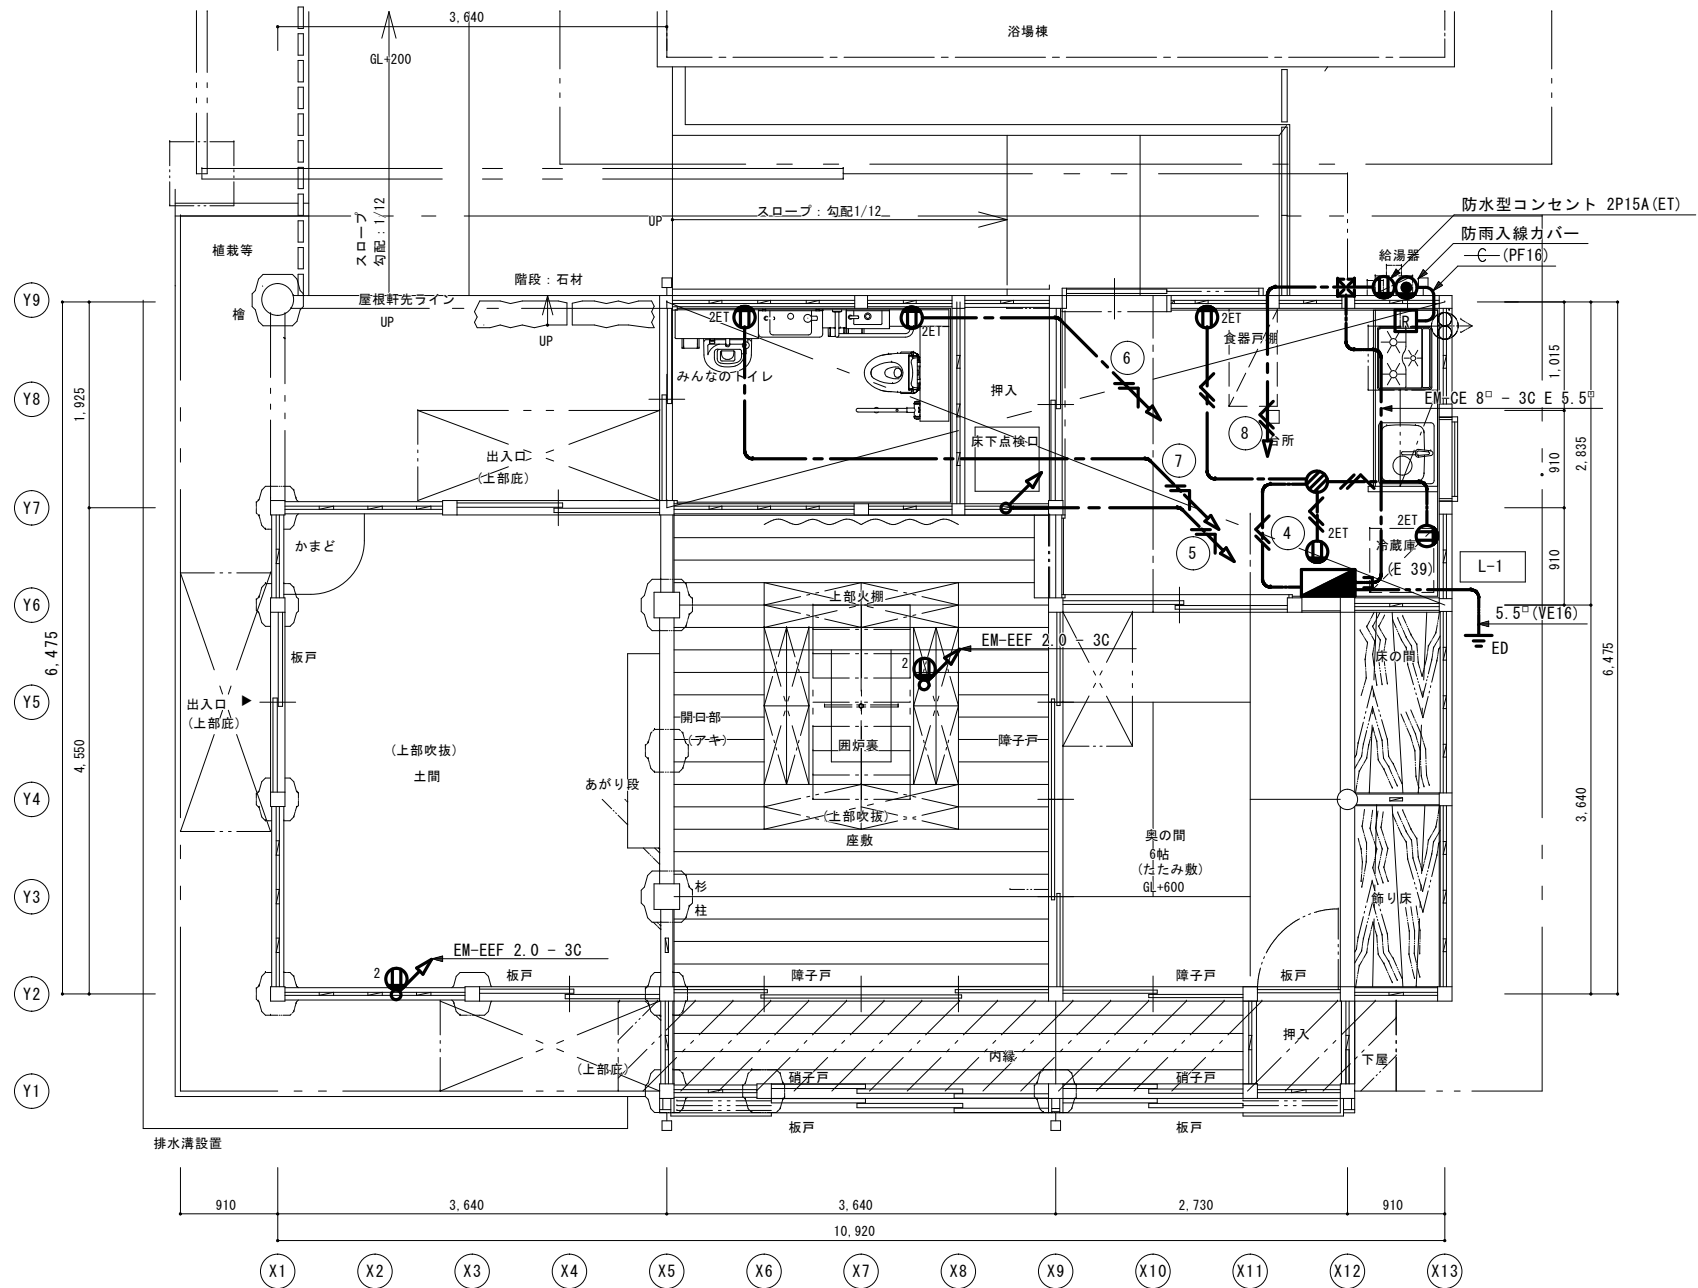 3,640
浴場棟
GL+200
スロープ
勾配：1/12
スロープ：勾配1/12
UP
防水型コンセント 2P15A(ET)
防雨入線カバー
給湯器
C (PF16)
植栽等
階段：石材
Y9
屋根軒先ライン
檜
UP
UP
2ET
2ET
2ET
R
食器戸棚
みんなのトイレ
押入
6
1,015
1,925
Y8
EM-CE 8□ - 3C E 5.5□
8
台所
床下点検口
出入口
(上部庇)
7
910
2,835
Y7
かまど
4
2ET
2ET
5
冷蔵庫
(E 39)
L-1
910
Y6
上部火棚
5.5□(VE16)
ED
6,475
板戸
EM-EEF 2.0 - 3C
2
床の間
6,475
Y5
出入口
(上部庇)
開口部
(アキ)
囲炉裏
障子戸
4,550
(上部吹抜)
土間
あがり段
Y4
(上部吹抜)
座敷
3,640
奥の間
6帖
(たたみ敷)
GL+600
Y3
杉
柱
飾り床
EM-EEF 2.0 - 3C
2
板戸
障子戸
障子戸
板戸
Y2
押入
内縁
(上部庇)
下屋
硝子戸
硝子戸
Y1
板戸
板戸
排水溝設置
910
3,640
3,640
2,730
910
10,920
X1
X2
X3
X4
X5
X6
X7
X8
X9
X10
X11
X12
X13